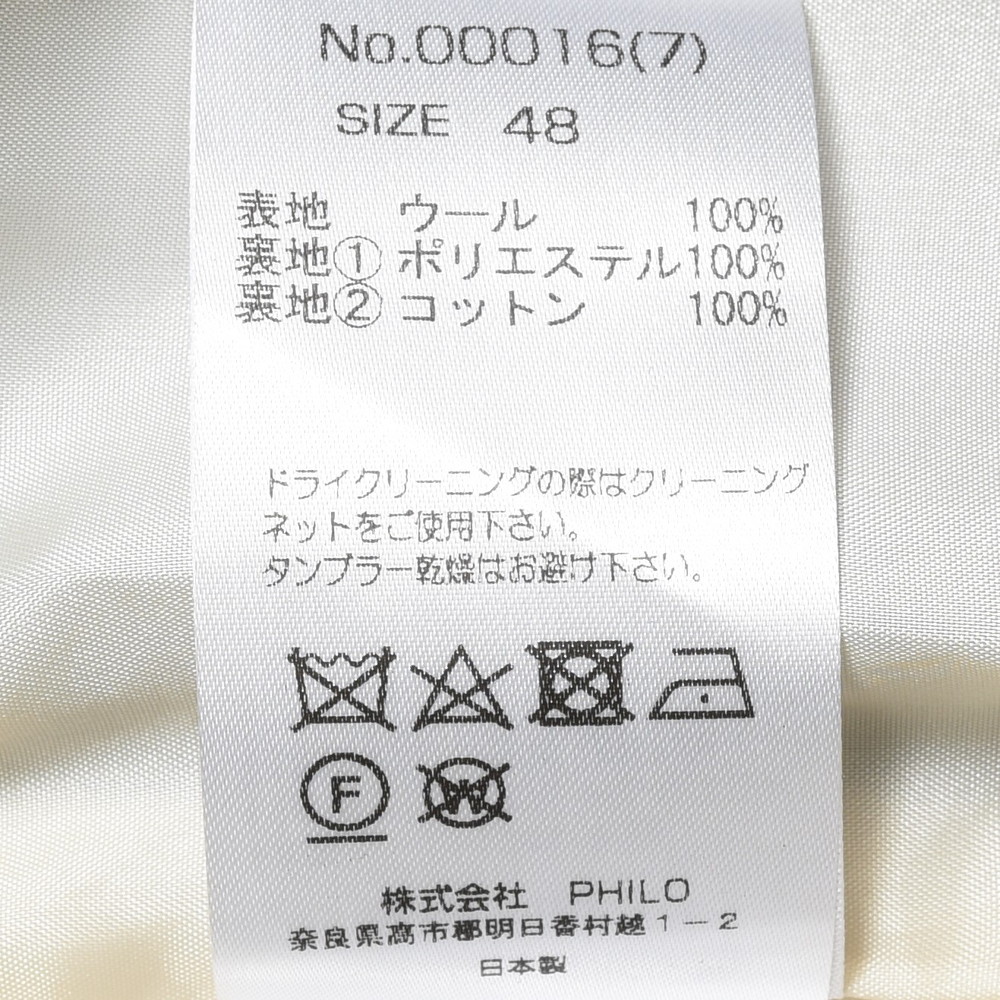 No.00016(7)
SIZE 48
表地 ウール 100%
裏地① ポリエステル100%
裏地② コットン 100%
ドライクリーニングの際はクリーニング
ネットをご使用下さい。
タンブラー乾燥はお避け下さい。
F W
株式会社 PHILO
奈良県高市郡明日香村越1-2
日本製